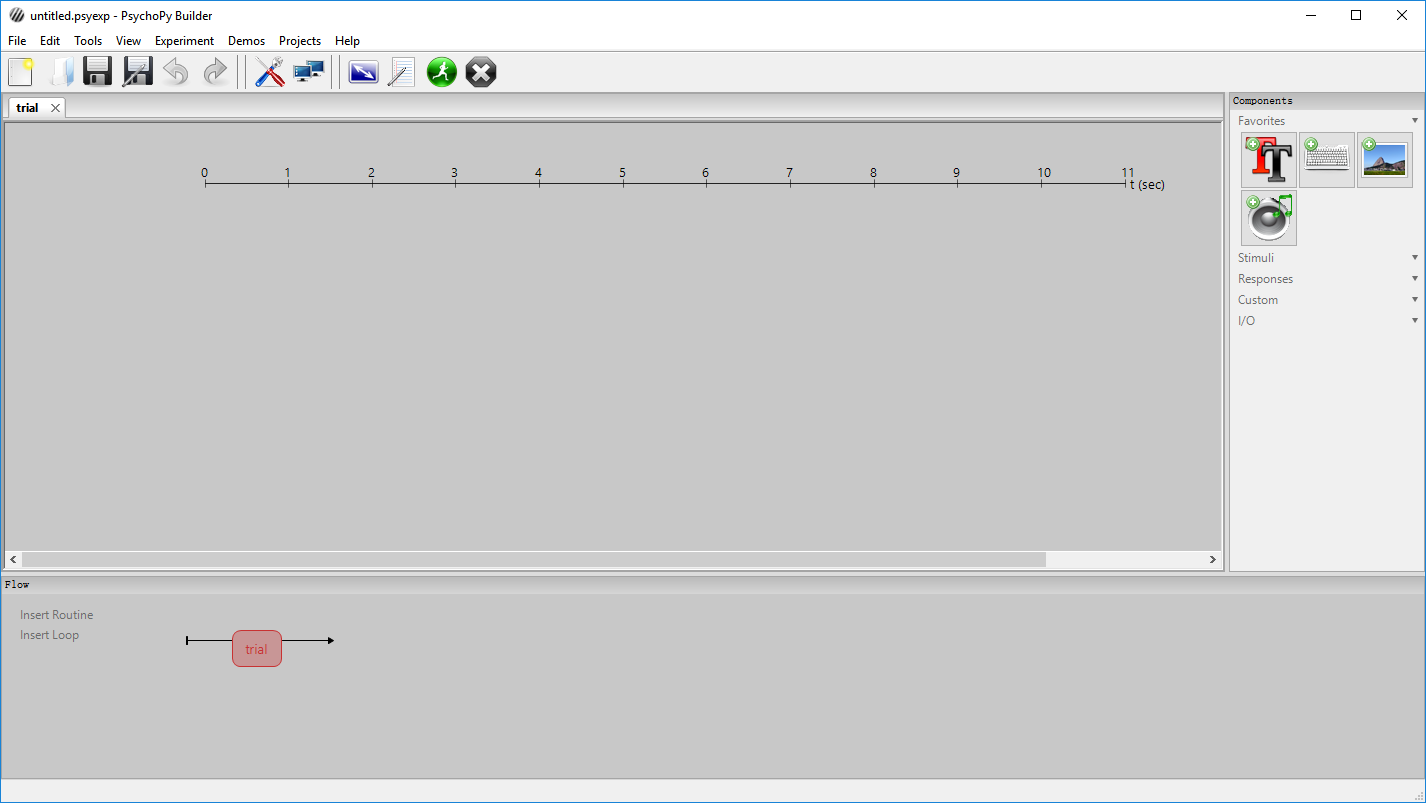 untitled.psyexp - PsychoPy Builder
File Edit Tools View Experiment Demos Projects Help
trial
0 1 2 3 4 5 6 7 8 9 10 11
t (sec)
Components
Favorites
Stimuli
Responses
Custom
I/O
Flow
Insert Routine
Insert Loop
trial